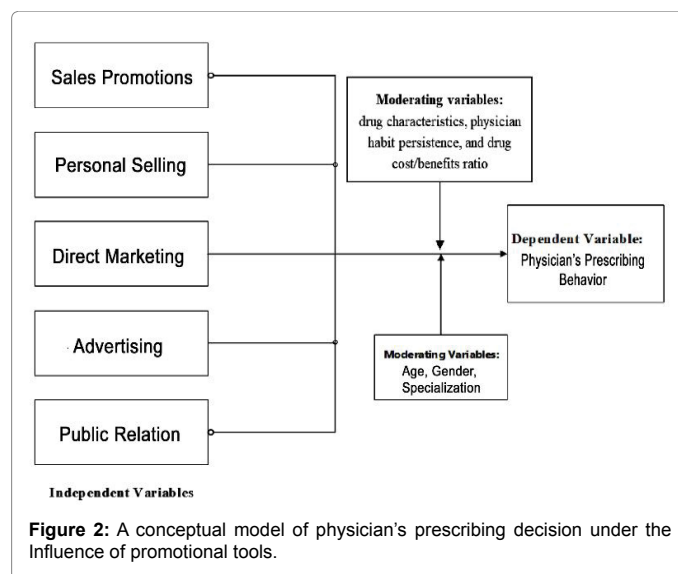 Sales Promotions
Personal Selling
Direct Marketing
. Advertising
Public Relation
Independent Variables
Moderating variables:
drug characteristics, physician
habit persistence, and drug
cost/benefits ratio
Dependent Variable:
Physician's Prescribing
Behavior
Moderating Variables:
Age, Gender,
Specialization
Figure 2: A conceptual model of physician's prescribing decision under the
Influence of promotional tools.